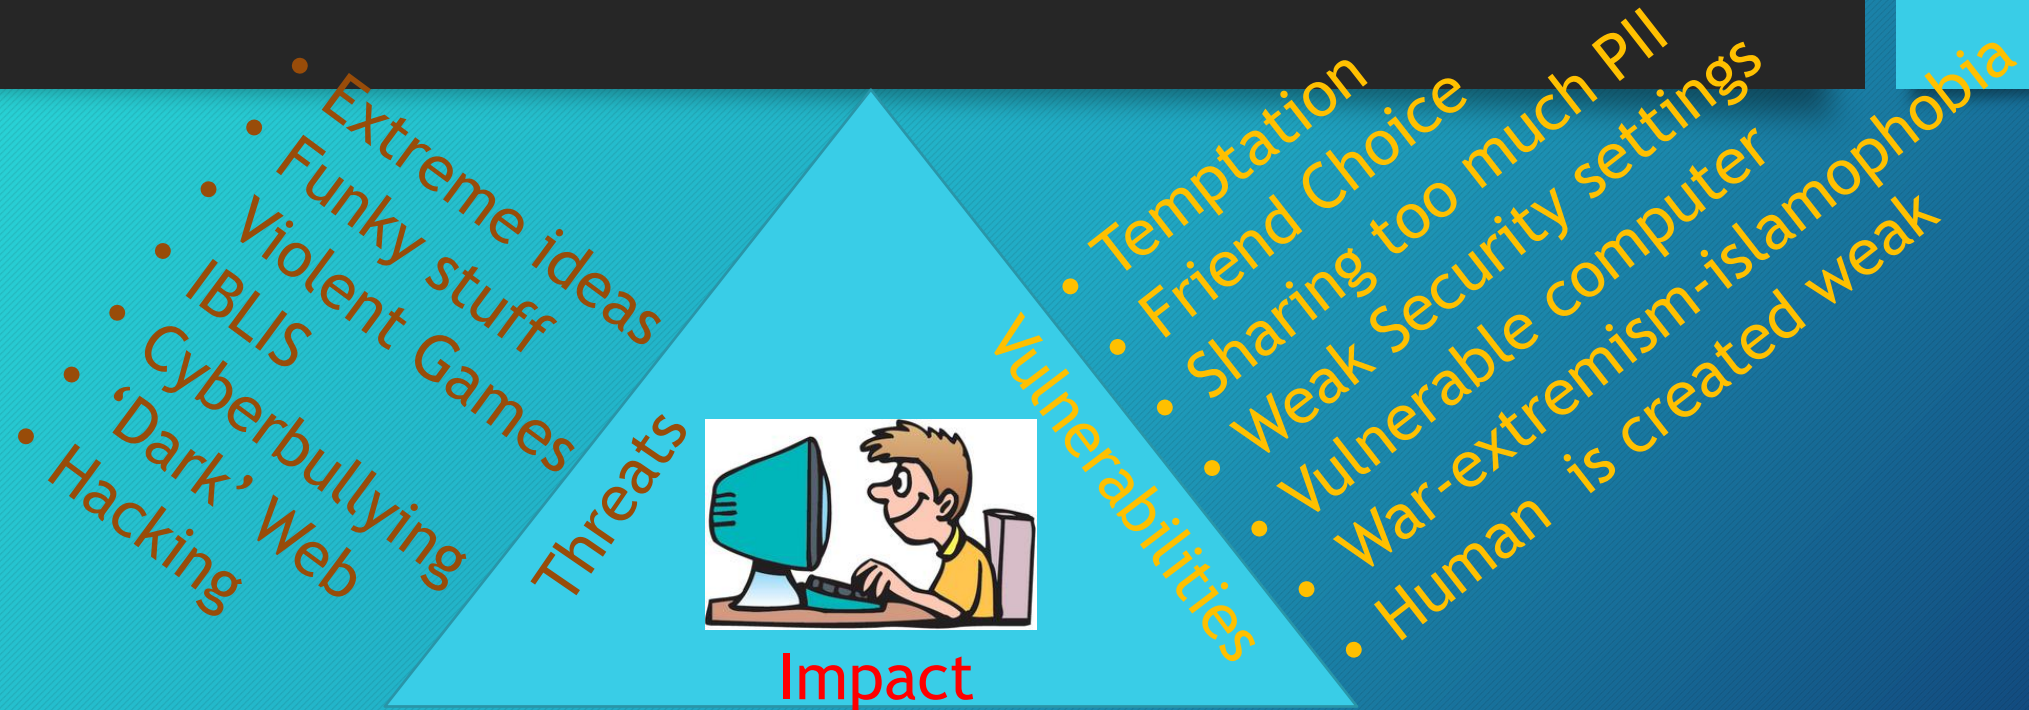 • Extreme ideas
• Funky stuff
• Violent Games
• IBLIS
• Cyberbullying
• ‘Dark’ Web
• Hacking
Threats
Impact
Vulnerabilities
• Temptation
• Friend Choice
• Sharing too much PII
• Weak Security settings
• Vulnerable computer
• War-extremism-islamophobia
• Human is created weak